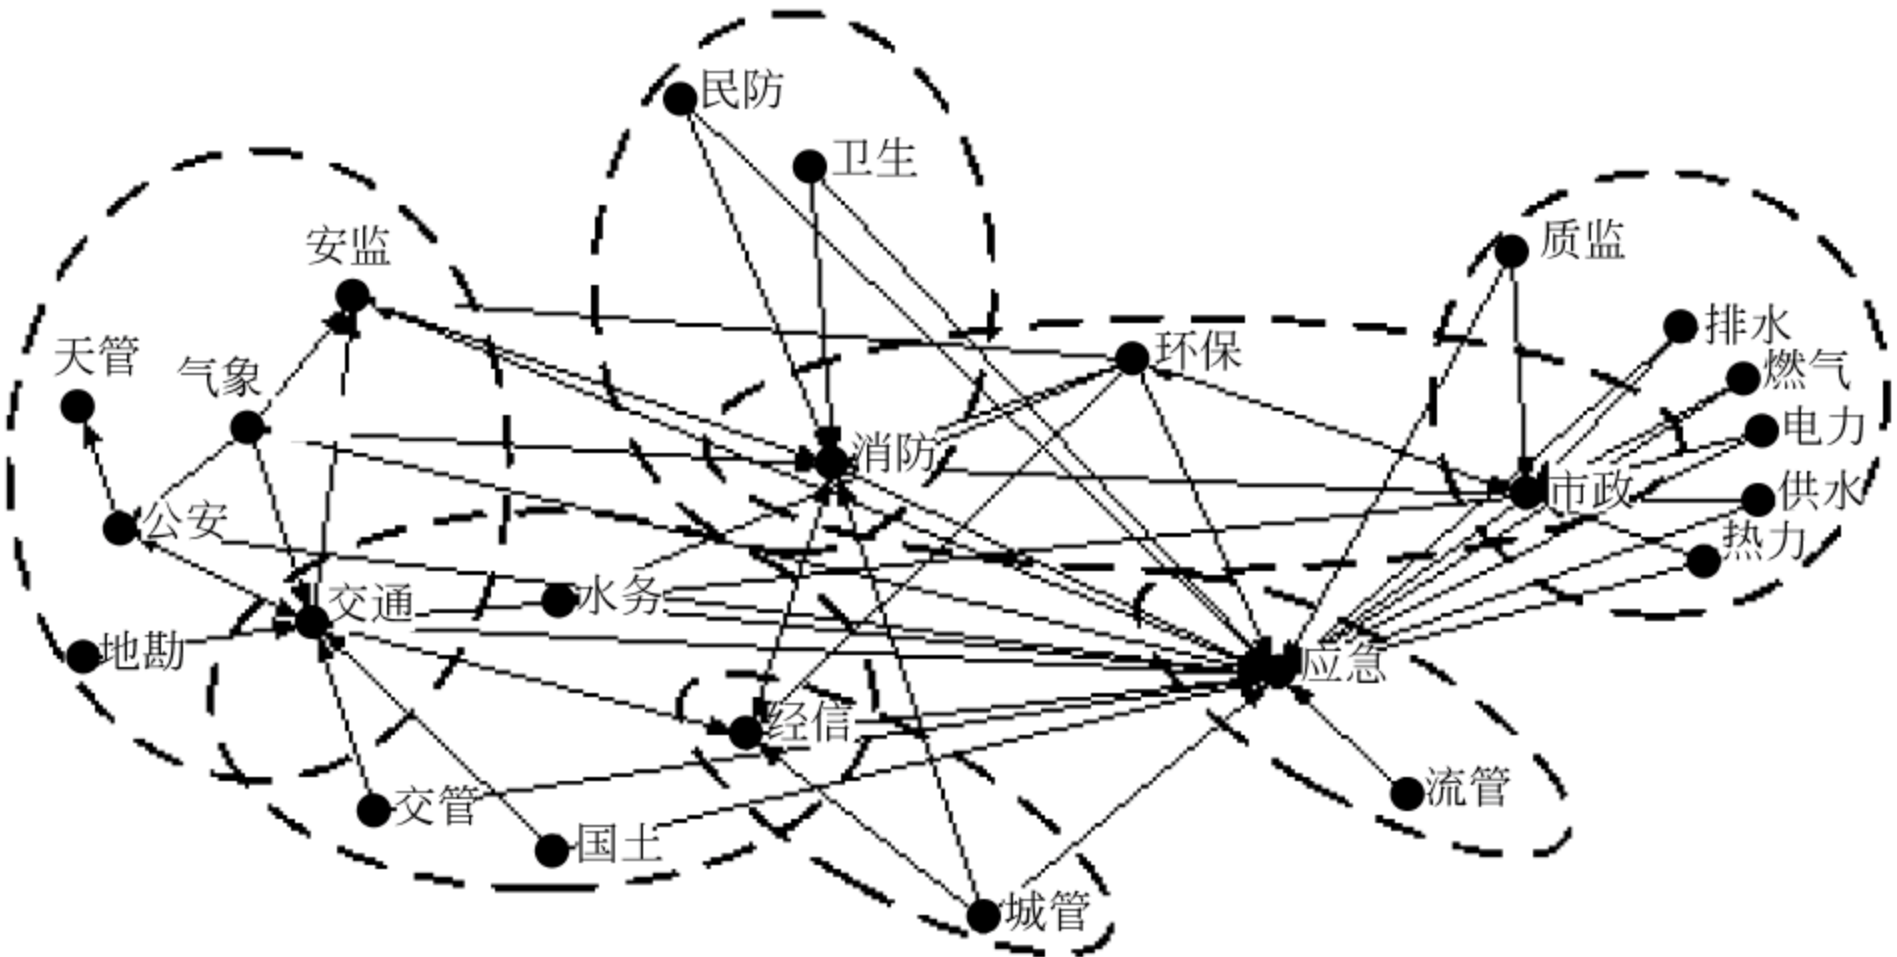 民防
卫生
质监
安监
排水
环保
天管
燃气
气象
电力
消防
市政
供水
公安
热力
水务
交通
地勘
应急
经信
流管
交管
国土
城管